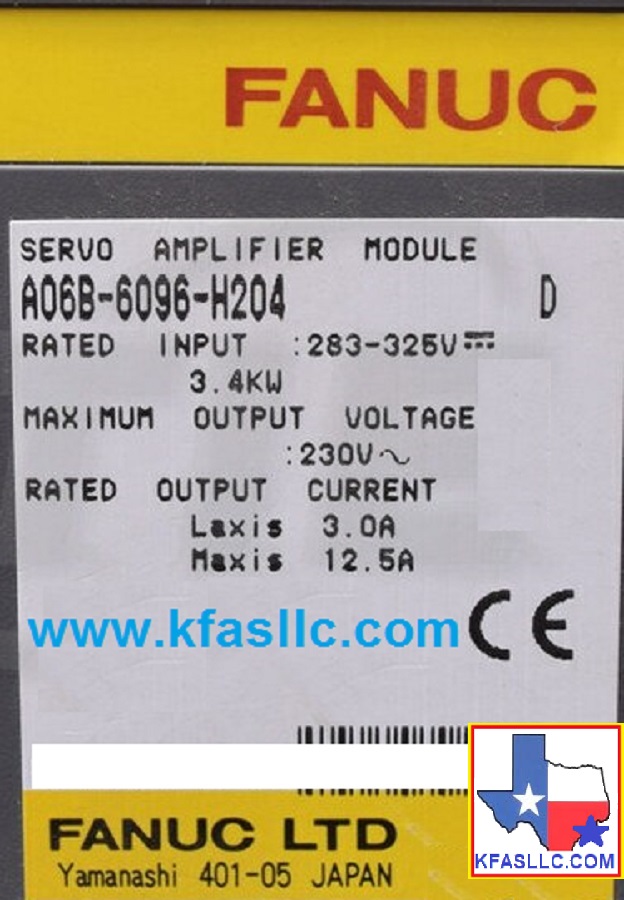 FANUC
SERVO AMPLIFIER MODULE
A06B-6096-H204 D
RATED INPUT :283-325V⎓
3.4KW
MAXIMUM OUTPUT VOLTAGE
:230V～
RATED OUTPUT CURRENT
Laxis 3.0A
Maxis 12.5A
www.kfasllc.com CE
FANUC LTD
Yamanashi 401-05 JAPAN
KFASLLC.COM